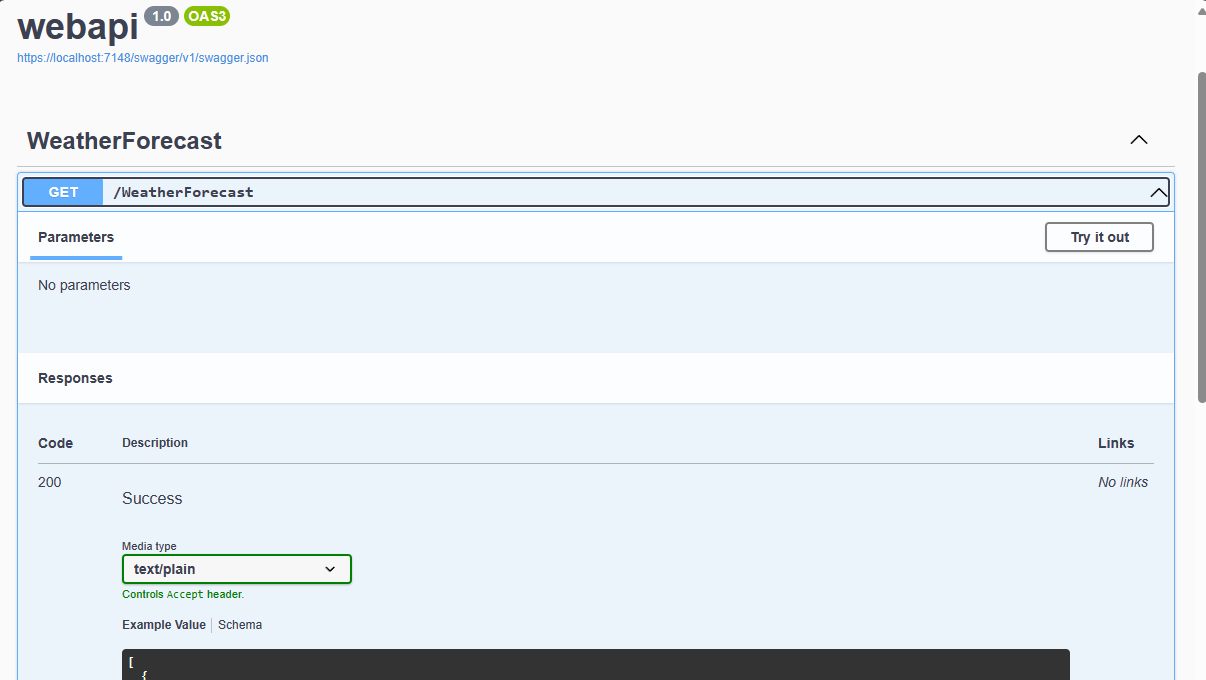 webapi 1.0 OAS3
https://localhost:7148/swagger/v1/swagger.json
WeatherForecast
GET /WeatherForecast
Parameters Try it out
No parameters
Responses
Code Description Links
200 Success No links
Media type
text/plain
Controls Accept header.
Example Value Schema
[
{